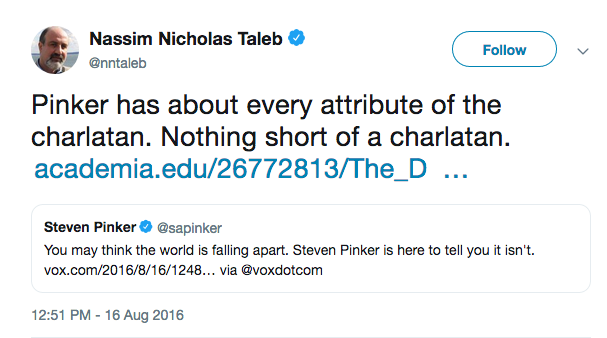 Nassim Nicholas Taleb
@nntaleb
Follow
Pinker has about every attribute of the
charlatan. Nothing short of a charlatan.
academia.edu/26772813/The_D ...
Steven Pinker @sapinker
You may think the world is falling apart. Steven Pinker is here to tell you it isn't.
vox.com/2016/8/16/1248... via @voxdotcom
12:51 PM - 16 Aug 2016